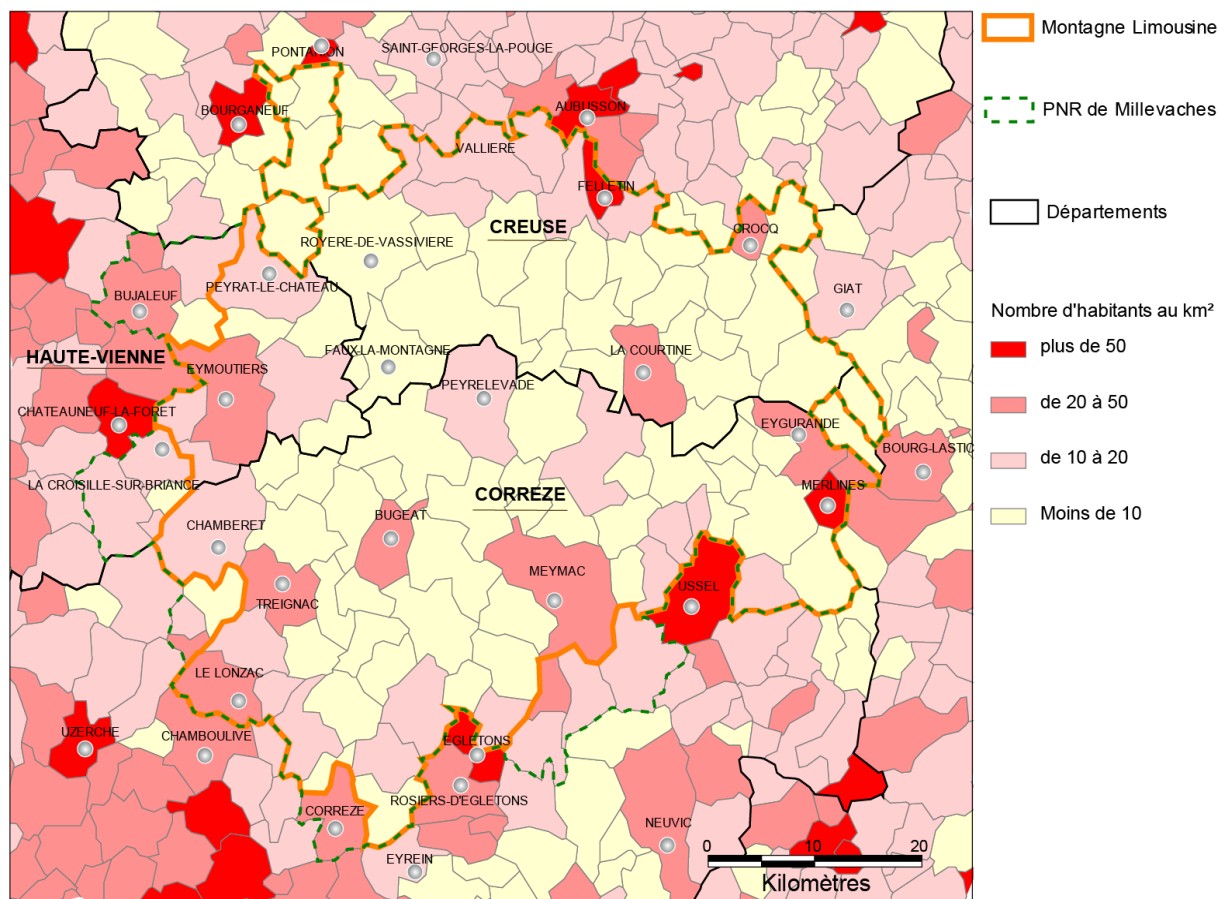 PONTARION
SAINT-GEORGES-LA-POUGE
BOURGANEUF
AUBUSSON
VALLIERE
FELLETIN
CREUSE
CROCQ
ROYERE-DE-VASSIVIERE
PEYRAT-LE-CHATEAU
BUJALEUF
GIAT
HAUTE-VIENNE
FAUX-LA-MONTAGNE
LA COURTINE
EYMOUTIERS
PEYRELEVADE
CHATEAUNEUF-LA-FORET
EYGURANDE
BOURG-LASTIC
LA CROISILLE-SUR-BRIANCE
CORREZE
MERLINES
CHAMBERET
BUGEAT
MEYMAC
USSEL
TREIGNAC
LE LONZAC
UZERCHE
CHAMBOULIVE
EGLETONS
ROSIERS-D'EGLETONS
CORREZE
NEUVIC
EYREIN
0 10 20
Kilomètres
Montagne Limousine
PNR de Millevaches
Départements
Nombre d'habitants au km²
plus de 50
de 20 à 50
de 10 à 20
Moins de 10